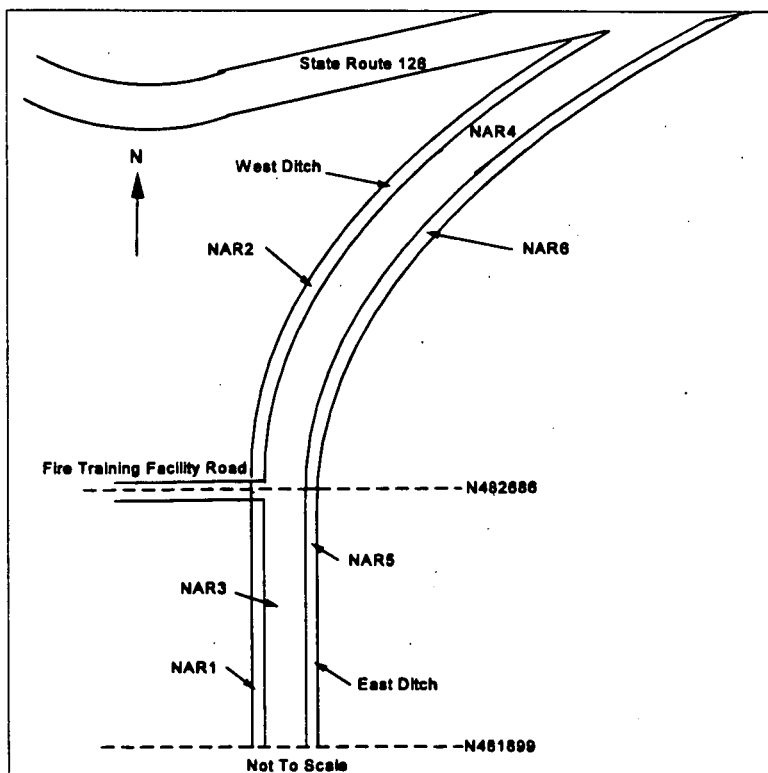 State Route 126
N
NAR4
West Ditch
NAR2
NAR6
Fire Training Facility Road
N482686
NAR5
NAR3
NAR1
East Ditch
N481899
Not To Scale